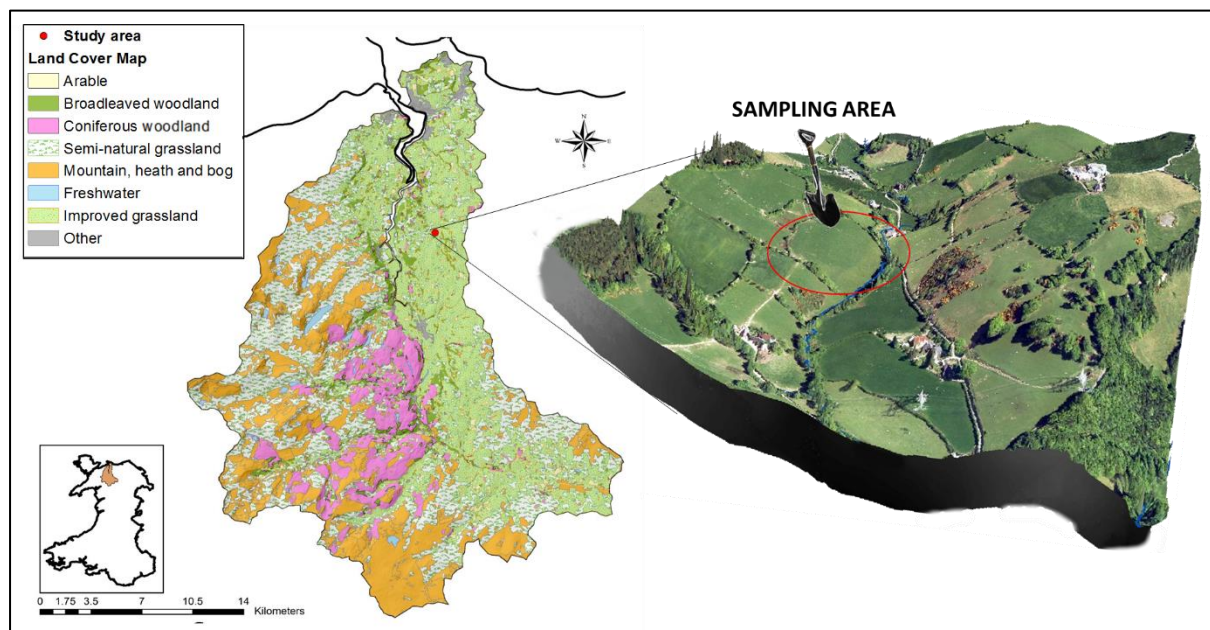 Study area
Land Cover Map
Arable
Broadleaved woodland
Coniferous woodland
Semi-natural grassland
Mountain, heath and bog
Freshwater
Improved grassland
Other
N
W E
S
SAMPLING AREA
0 1.75 3.5 7 10.5 14
Kilometers